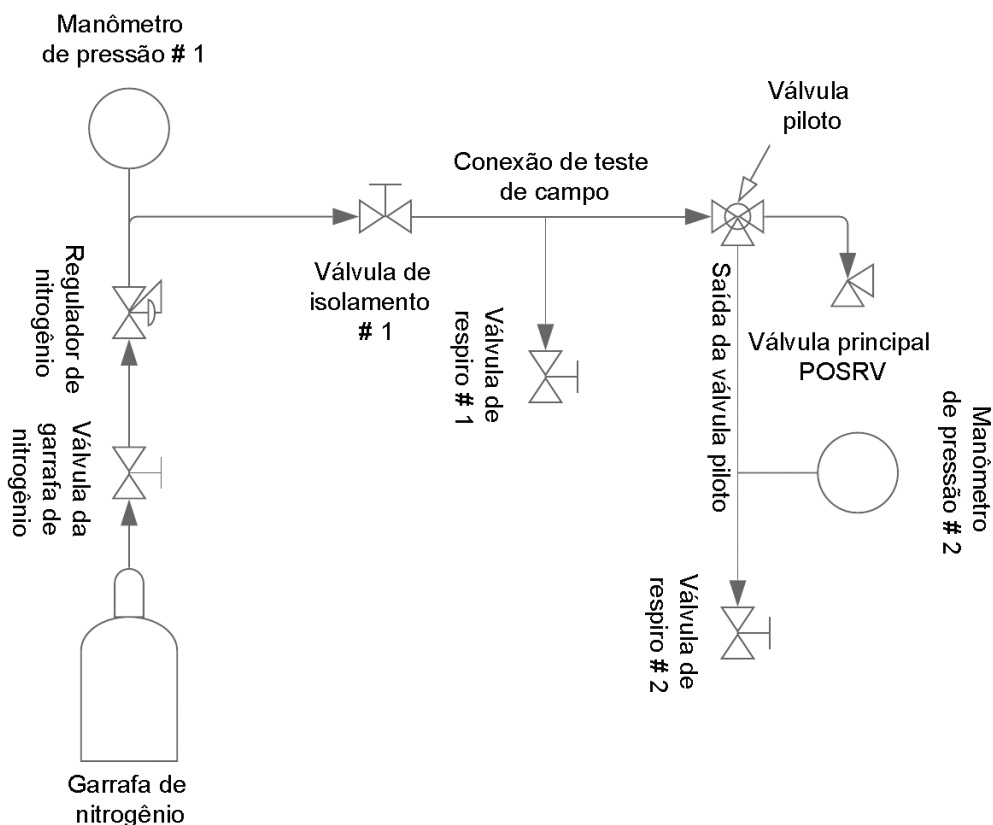 Manômetro
de pressão # 1
Válvula
piloto
Conexão de teste
de campo
Regulador de
nitrogênio
Válvula de
isolamento
# 1
Válvula de
respiro # 1
Saída da válvula piloto
Válvula principal
POSRV
Manômetro
de pressão # 2
Válvula da
garrafa de
nitrogênio
Válvula de
respiro # 2
Garrafa de
nitrogênio